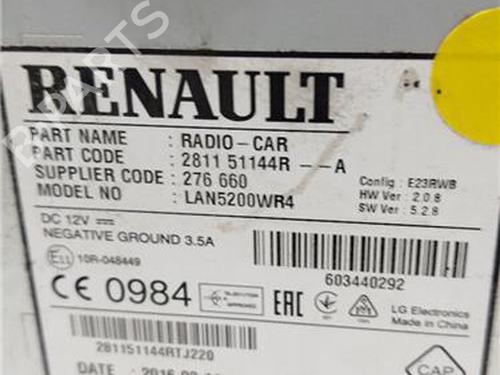 RENAULT
PART NAME : RADIO-CAR
PART CODE : 2811 51144R --A
SUPPLIER CODE : 276 660
MODEL NO : LAN5200WR4
Config : E23RWB
HW Ver : 2.0.8
SW Ver : 5.2.8
DC 12V
NEGATIVE GROUND 3.5A
E11 10R-048449
603440292
CE 0984
EAC
LG Electronics
Made in China
281151144RTJ220
CAP
DATE :